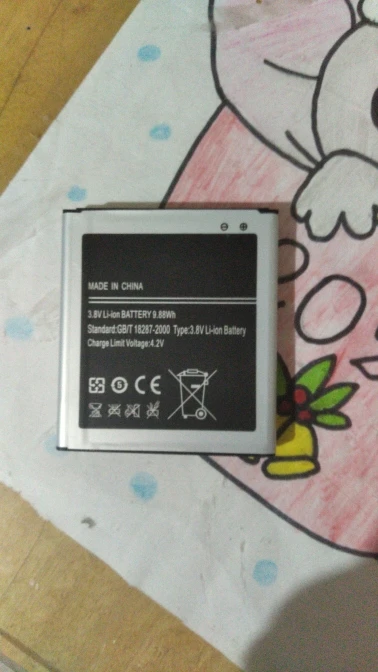 ⊖ ⊕
MADE IN CHINA
3.8V Li-ion BATTERY 9.88Wh
Standard:GB/T 18287-2000 Type:3.8V Li-ion Battery
Charge Limit Voltage:4.2V
S CE